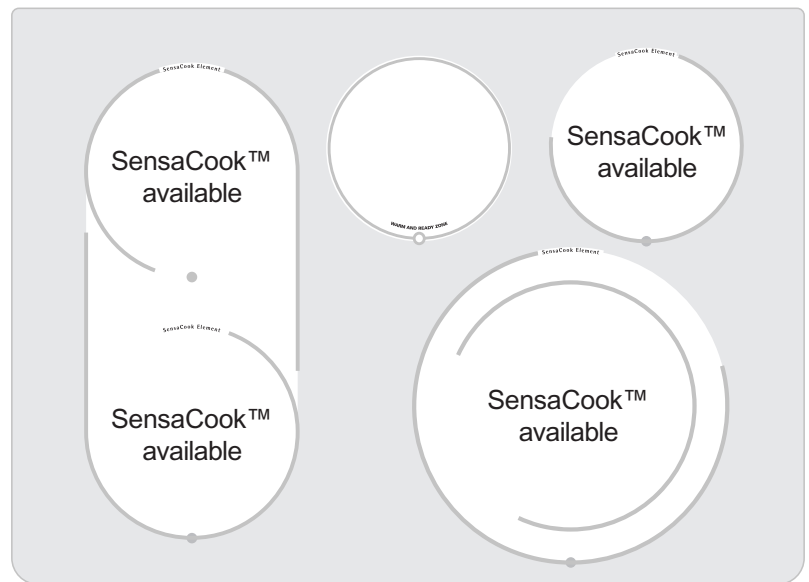 SensaCook Element
SensaCook™
available
WARM AND READY ZONE
SensaCook Element
SensaCook™
available
SensaCook Element
SensaCook™
available
SensaCook Element
SensaCook™
available